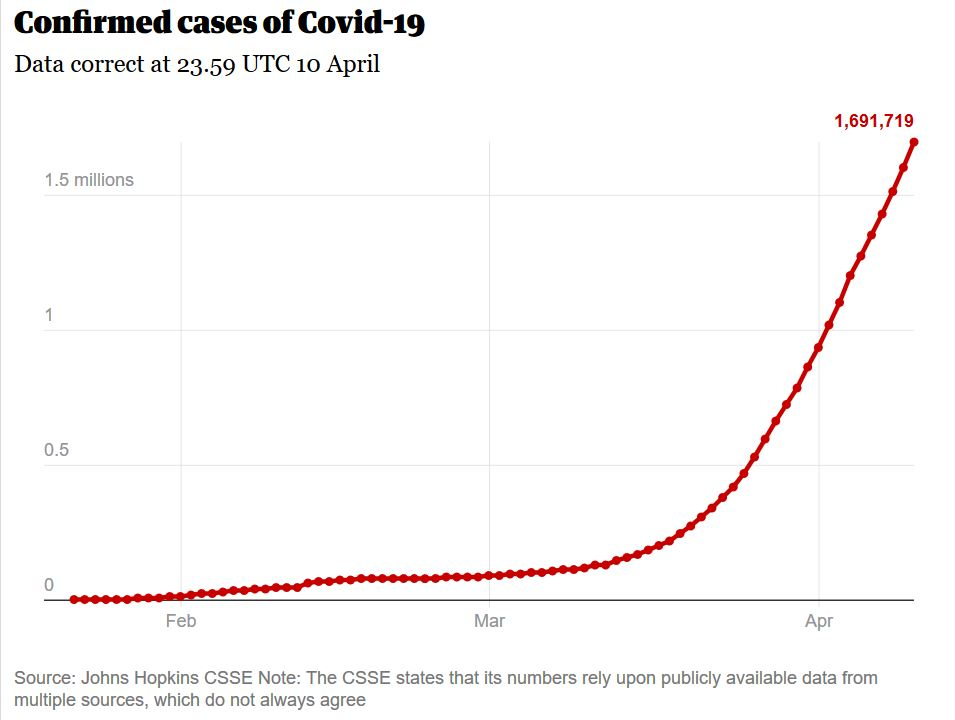 Confirmed cases of Covid-19
Data correct at 23.59 UTC 10 April
1,691,719
1.5 millions
1
0.5
0
Feb
Mar
Apr
Source: Johns Hopkins CSSE Note: The CSSE states that its numbers rely upon publicly available data from
multiple sources, which do not always agree